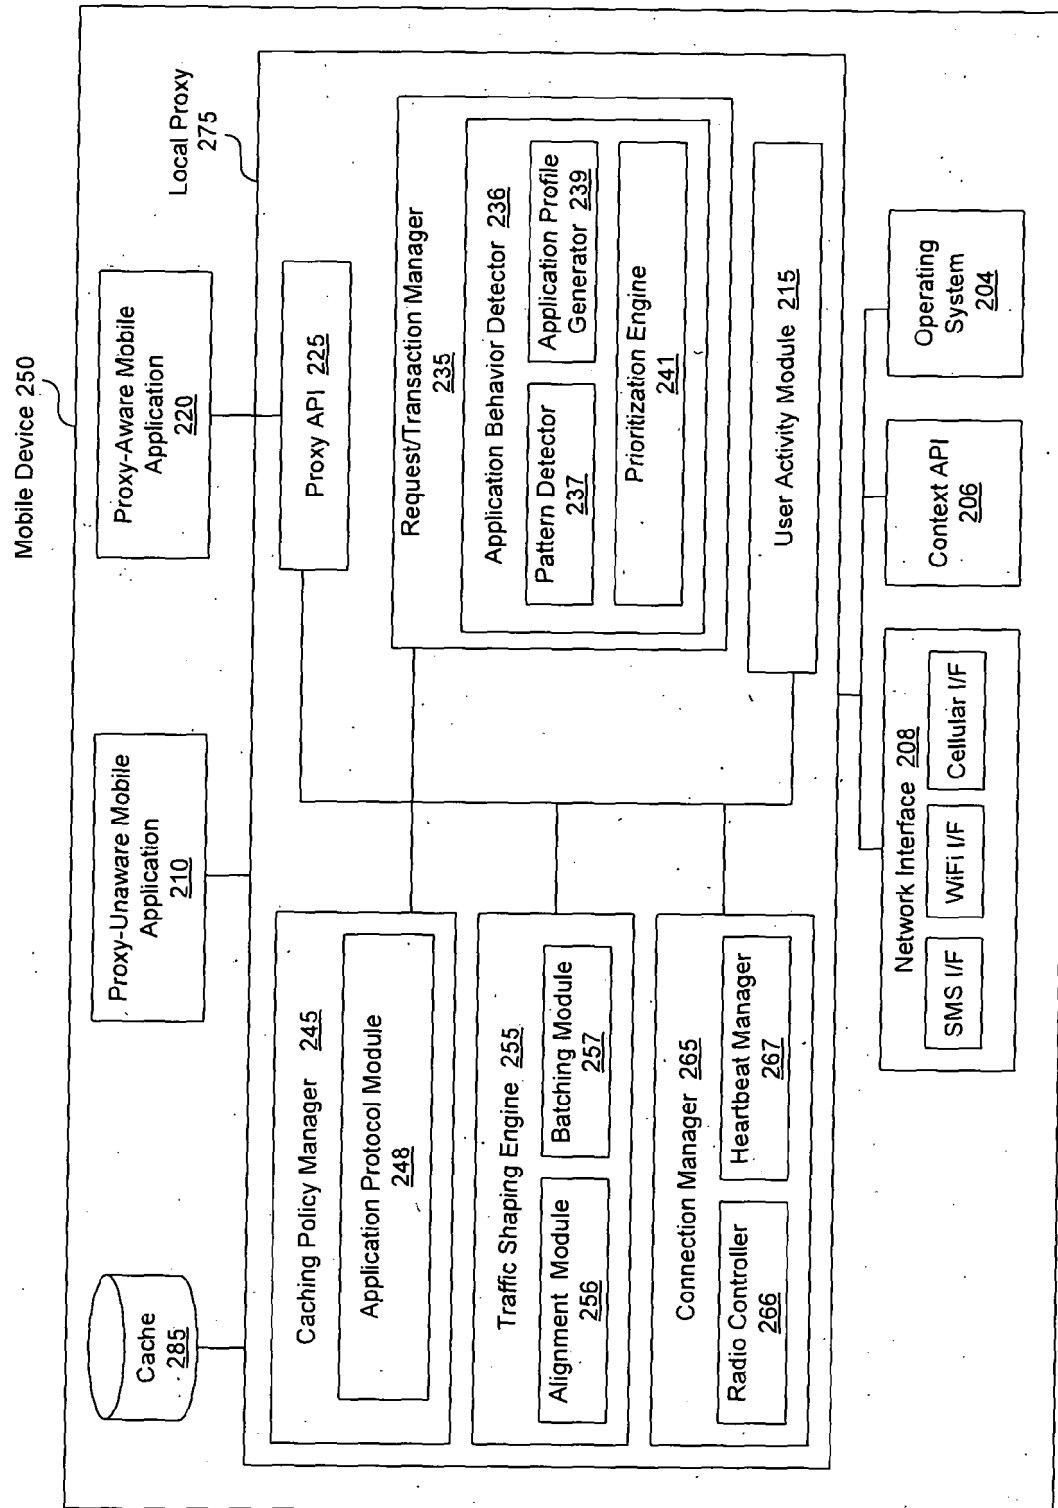 Mobile Device 250
Local Proxy
275
Cache
285
Proxy-Unaware Mobile
Application
210
Proxy-Aware Mobile
Application
220
Proxy API 225
Caching Policy Manager 245
Application Protocol Module
248
Traffic Shaping Engine 255
Alignment Module
256
Batching Module
257
Connection Manager 265
Radio Controller
266
Heartbeat Manager
267
Request/Transaction Manager
235
Application Behavior Detector 236
Pattern Detector
237
Application Profile
Generator 239
Prioritization Engine
241
User Activity Module 215
Network Interface 208
SMS I/F
WiFi I/F
Cellular I/F
Context API
206
Operating
System
204